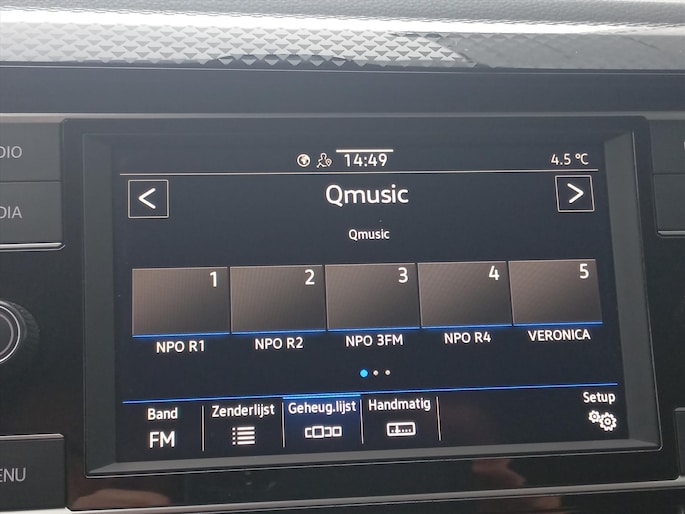 14:49
4.5 °C
<
Qmusic
>
Qmusic
1 2 3 4 5
NPO R1 NPO R2 NPO 3FM NPO R4 VERONICA
Band Zenderlijst Geheug.lijst Handmatig Setup
FM